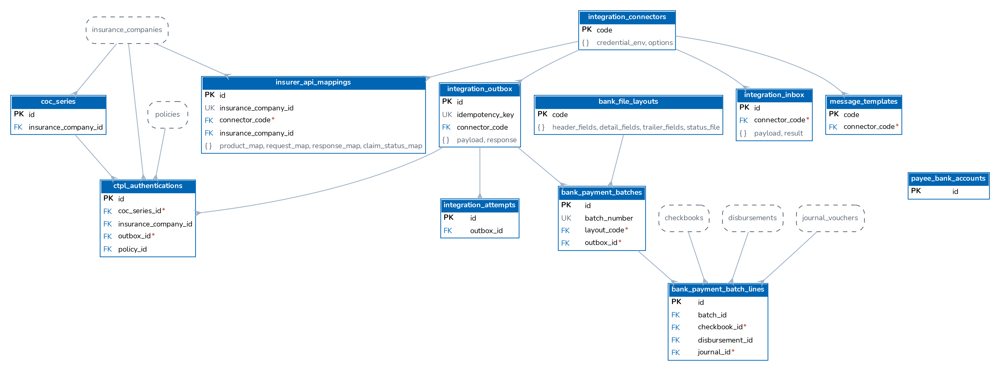 insurance_companies
integration_connectors
PK code
{ } credential_env, options
insurer_api_mappings
PK id
UK insurance_company_id
FK connector_code*
FK insurance_company_id
{ } product_map, request_map, response_map, claim_status_map
integration_outbox
PK id
UK idempotency_key
FK connector_code
{ } payload, response
integration_inbox
PK id
FK connector_code*
{ } payload, result
coc_series
PK id
FK insurance_company_id
policies
bank_file_layouts
PK code
{ } header_fields, detail_fields, trailer_fields, status_file
message_templates
PK code
FK connector_code*
payee_bank_accounts
PK id
ctpl_authentications
PK id
FK coc_series_id*
FK insurance_company_id
FK outbox_id*
FK policy_id
integration_attempts
PK id
FK outbox_id
bank_payment_batches
PK id
UK batch_number
FK layout_code*
FK outbox_id*
checkbooks
disbursements
journal_vouchers
bank_payment_batch_lines
PK id
FK batch_id
FK checkbook_id*
FK disbursement_id
FK journal_id*